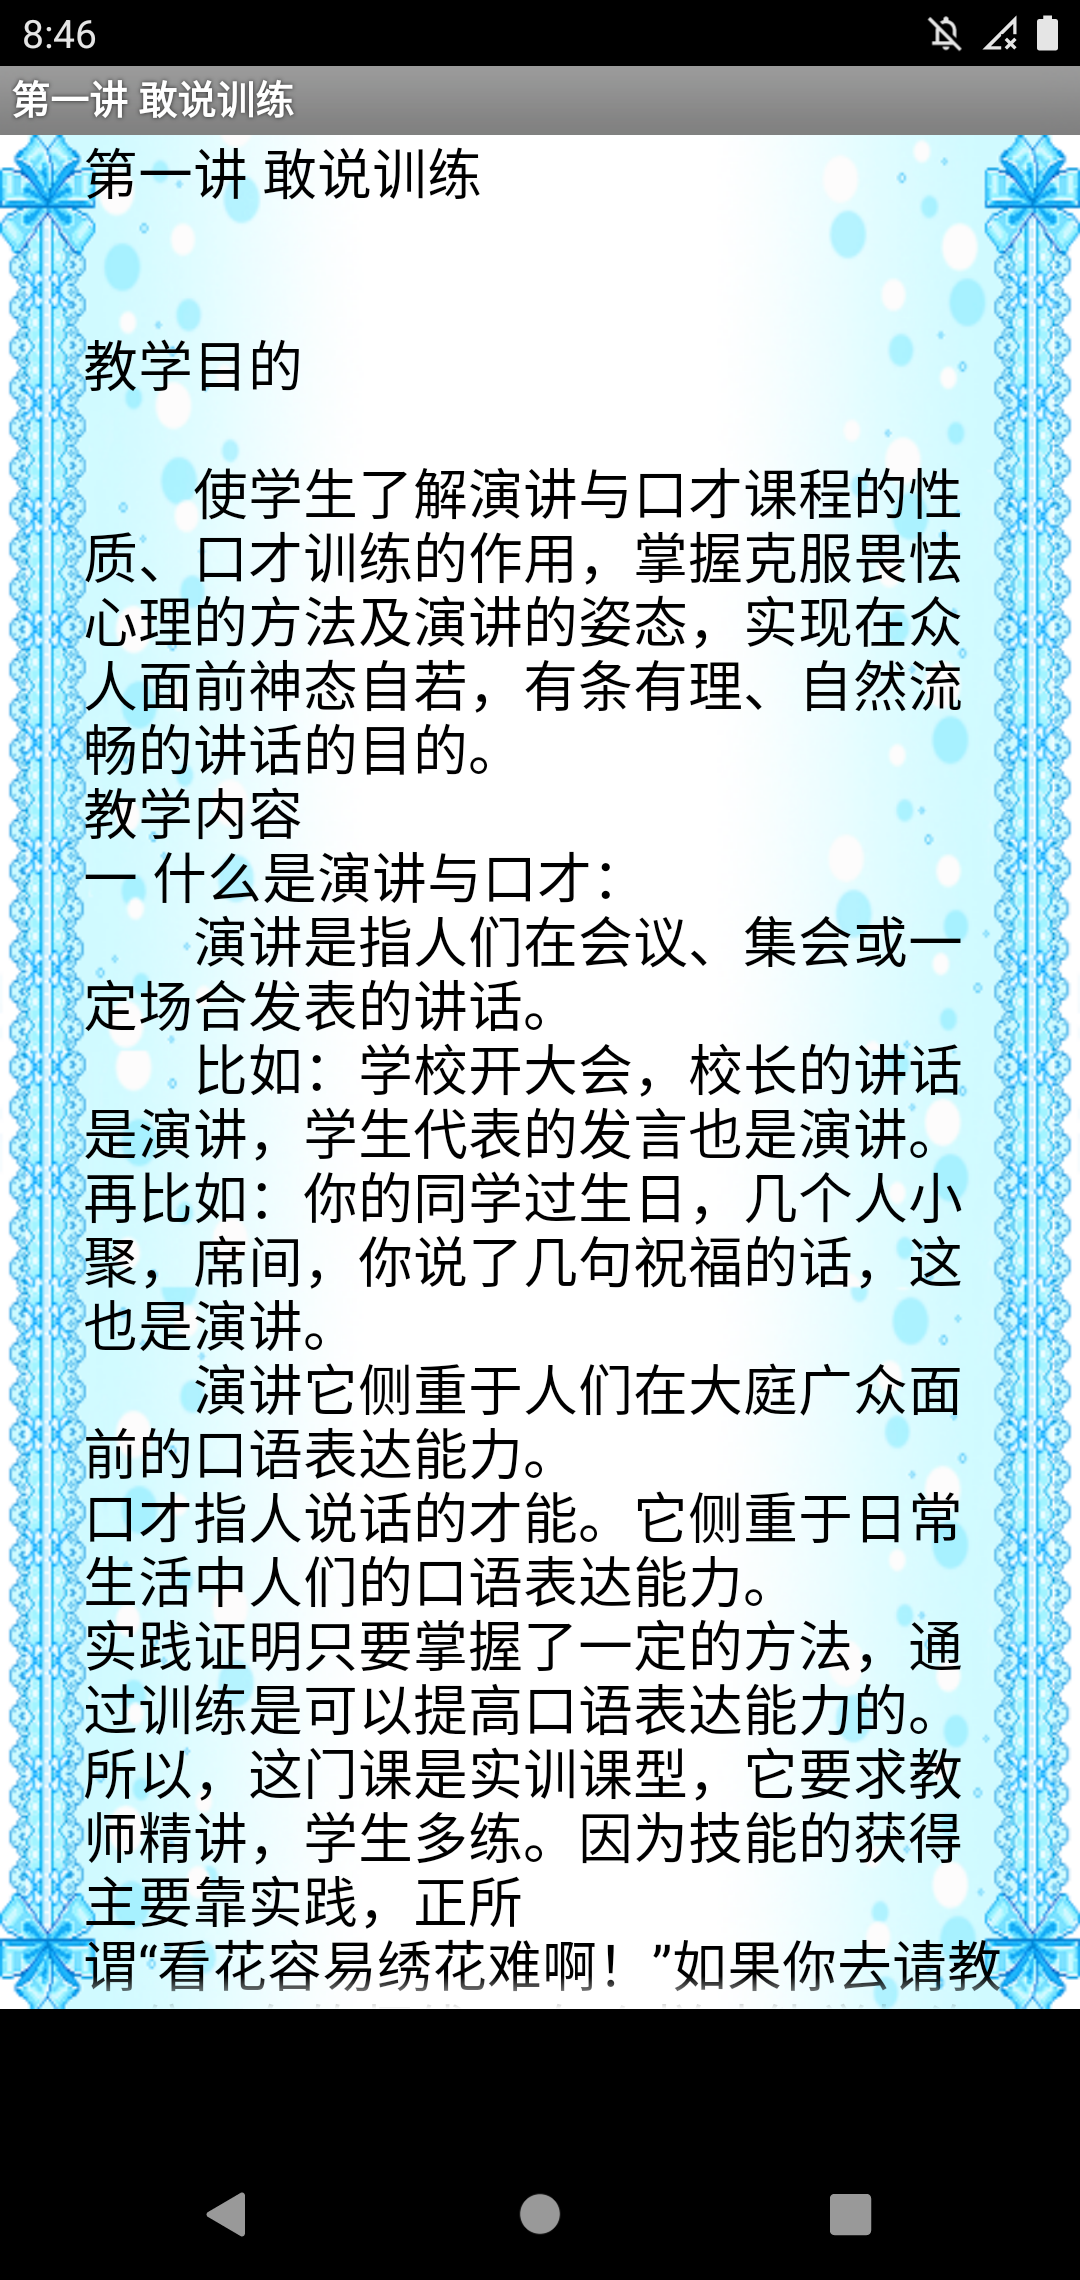 8:46
第一讲 敢说训练
第一讲 敢说训练
教学目的
使学生了解演讲与口才课程的性
质、口才训练的作用，掌握克服畏怯
心理的方法及演讲的姿态，实现在众
人面前神态自若，有条有理、自然流
畅的讲话的目的。
教学内容
一 什么是演讲与口才：
演讲是指人们在会议、集会或一
定场合发表的讲话。
比如：学校开大会，校长的讲话
是演讲，学生代表的发言也是演讲。
再比如：你的同学过生日，几个人小
聚，席间，你说了几句祝福的话，这
也是演讲。
演讲它侧重于人们在大庭广众面
前的口语表达能力。
口才指人说话的才能。它侧重于日常
生活中人们的口语表达能力。
实践证明只要掌握了一定的方法，通
过训练是可以提高口语表达能力的。
所以，这门课是实训课型，它要求教
师精讲，学生多练。因为技能的获得
主要靠实践，正所
谓“看花容易绣花难啊！”如果你去请教